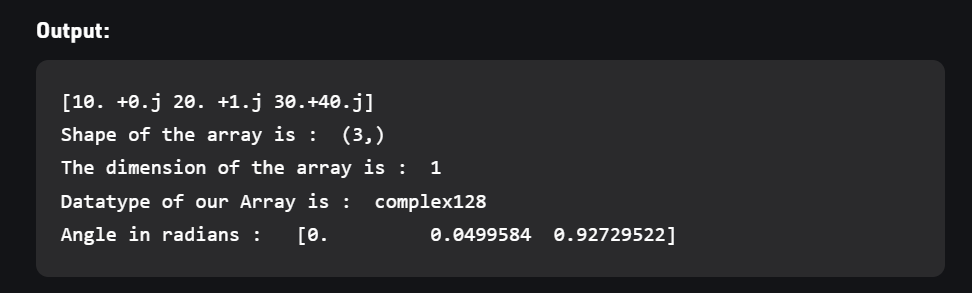 Output:
[10. +0.j 20. +1.j 30.+40.j]
Shape of the array is :  (3,)
The dimension of the array is :  1
Datatype of our Array is :  complex128
Angle in radians :   [0.         0.0499584  0.92729522]